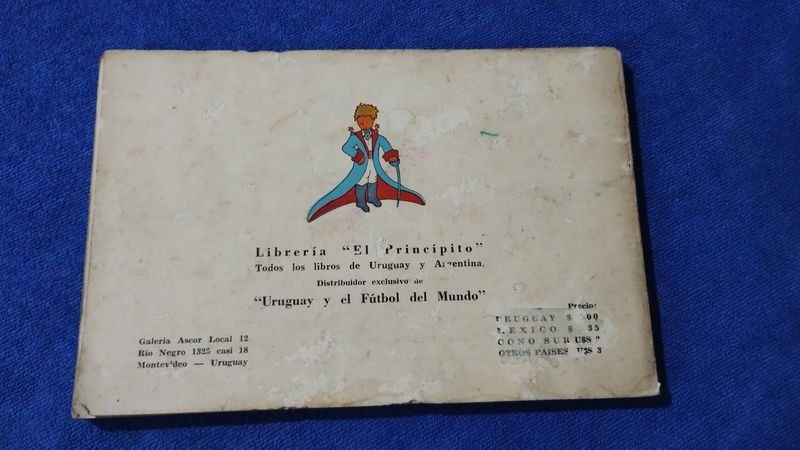 Librería "El Principito"
Todos los libros de Uruguay y Argentina.
Distribuidor exclusivo de
"Uruguay y el Fútbol del Mundo"
Galería Ascor Local 12
Río Negro 1325 casi 18
Montevideo — Uruguay
Precio:
URUGUAY $
MEXICO $ 35
CONO SUR U$S
OTROS PAISES U$S 3